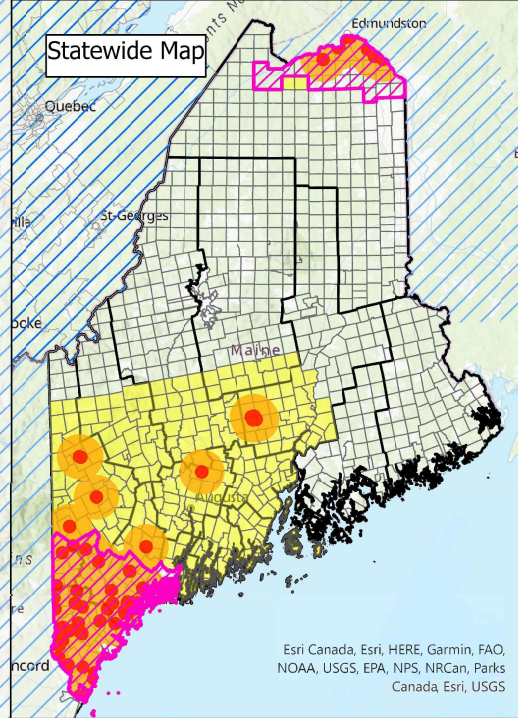 Statewide Map
Edmundston
Quebec
St-Georges
Maine
Augusta
Esri Canada, Esri, HERE, Garmin, FAO,
NOAA, USGS, EPA, NPS, NRCan, Parks
Canada, Esri, USGS